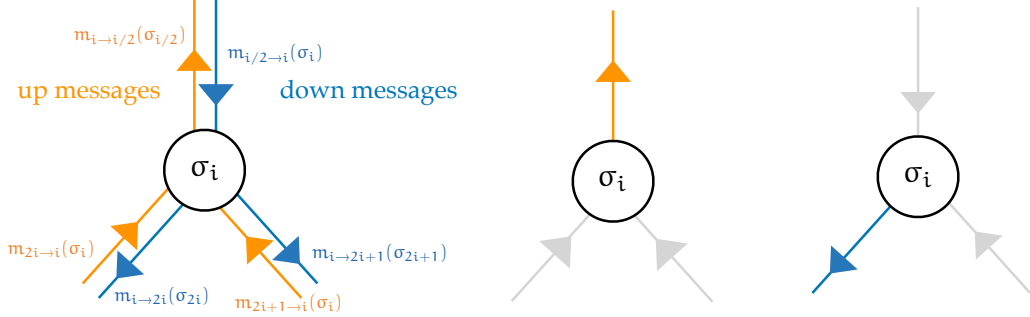 m_{i→i/2}(σ_{i/2})
m_{i/2→i}(σ_i)
up messages
down messages
σ_i
σ_i
σ_i
m_{2i→i}(σ_i)
m_{i→2i+1}(σ_{2i+1})
m_{i→2i}(σ_{2i})
m_{2i+1→i}(σ_i)